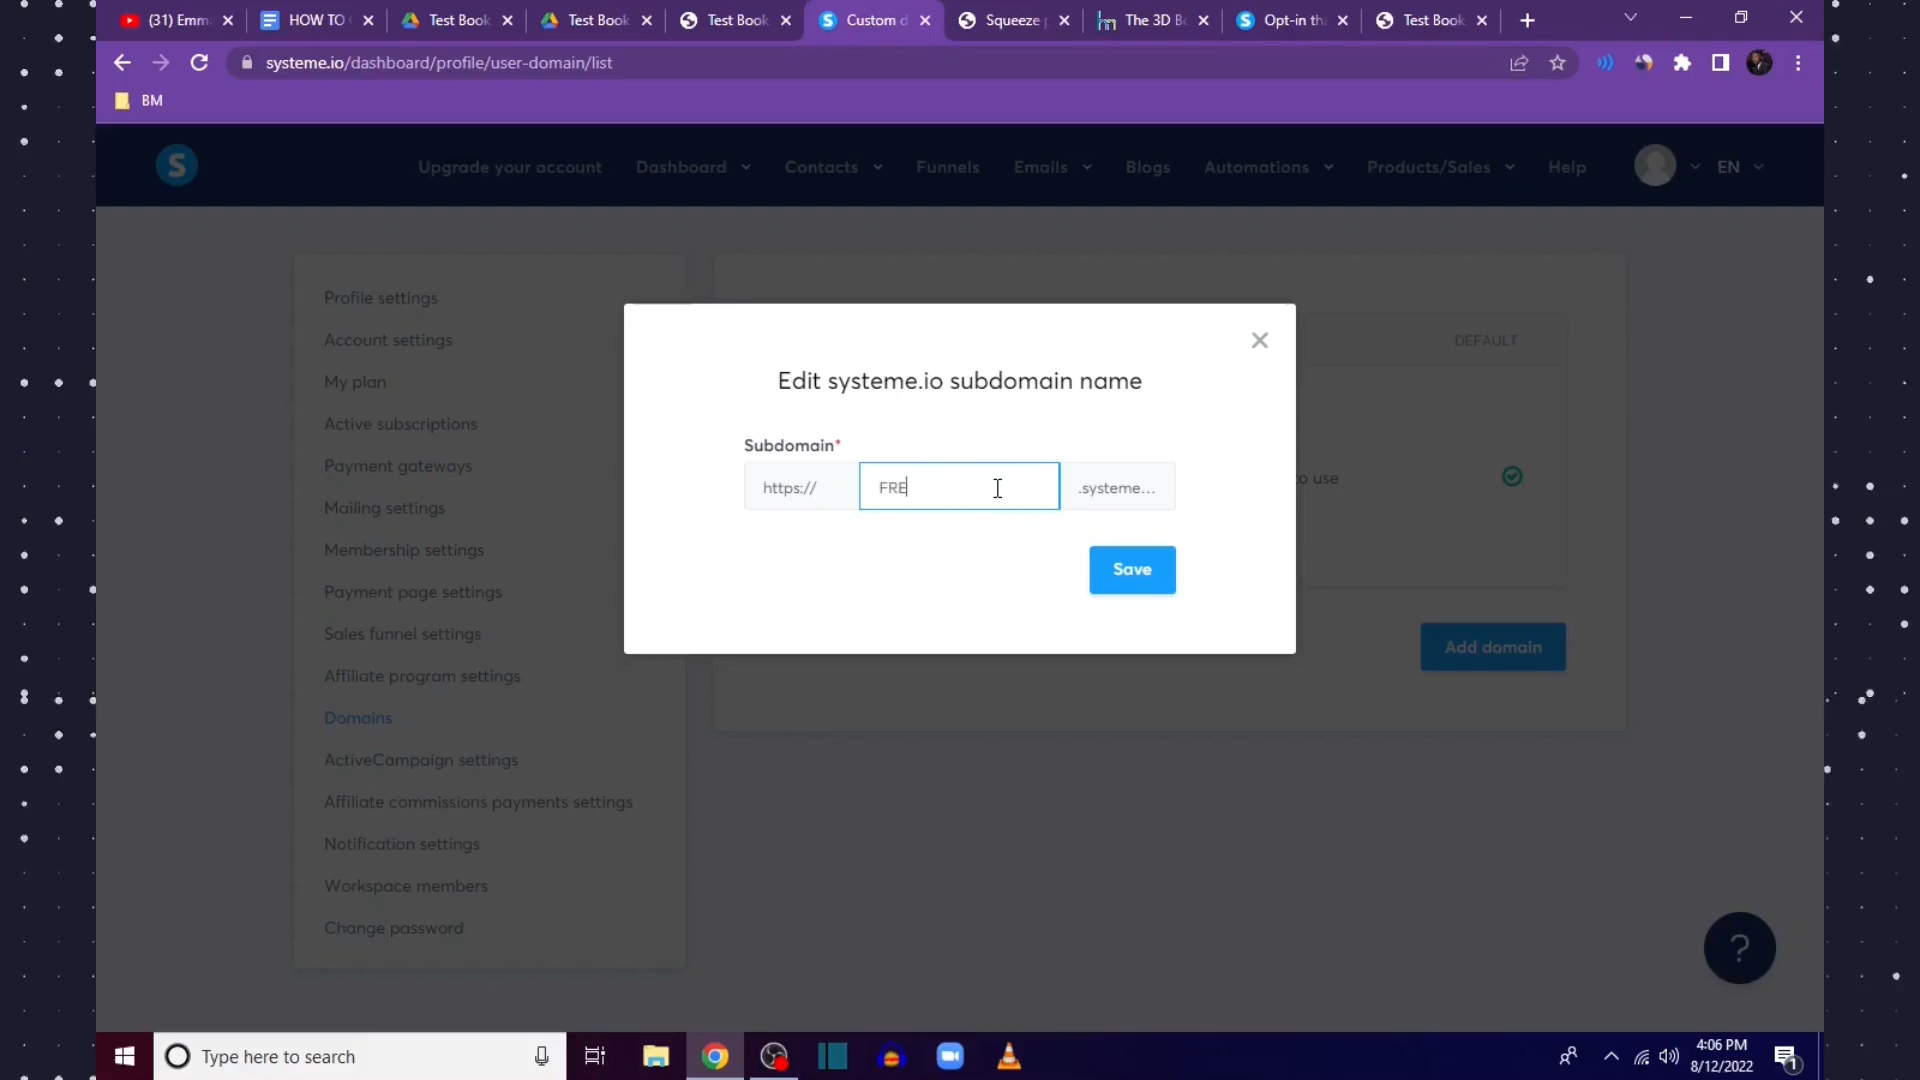 (31) Emm
HOW TO
Test Book
Test Book
Test Book
Custom d
Squeeze p
The 3D Bo
Opt-in tha
Test Book
systeme.io/dashboard/profile/user-domain/list
BM
S
Upgrade your account
Dashboard
Contacts
Funnels
Emails
Blogs
Automations
Products/Sales
Help
EN
Profile settings
Account settings
My plan
Active subscriptions
Payment gateways
Mailing settings
Membership settings
Payment page settings
Sales funnel settings
Affiliate program settings
Domains
ActiveCampaign settings
Affiliate commissions payments settings
Notification settings
Workspace members
Change password
DEFAULT
to use
Add domain
Edit systeme.io subdomain name
Subdomain*
https://
FRE
.systeme...
Save
?
Type here to search
4:06 PM
8/12/2022
1